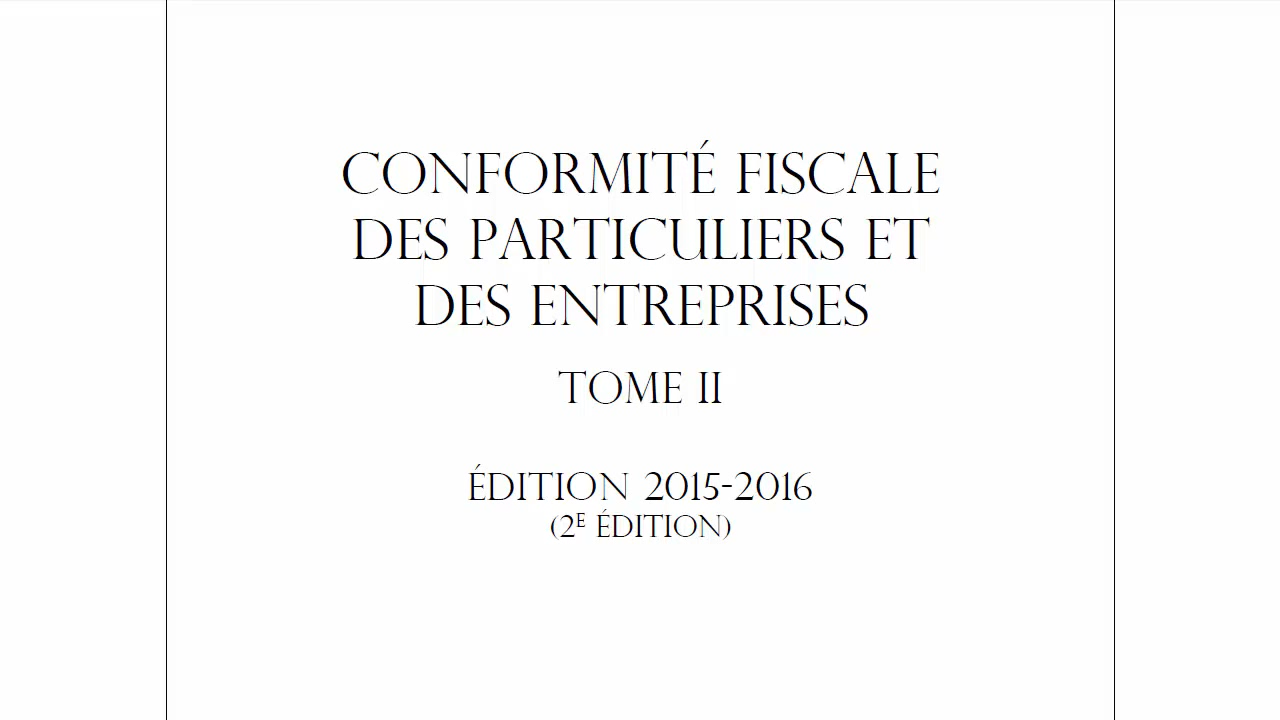 CONFORMITÉ FISCALE
DES PARTICULIERS ET
DES ENTREPRISES
TOME II
ÉDITION 2015-2016
(2E ÉDITION)